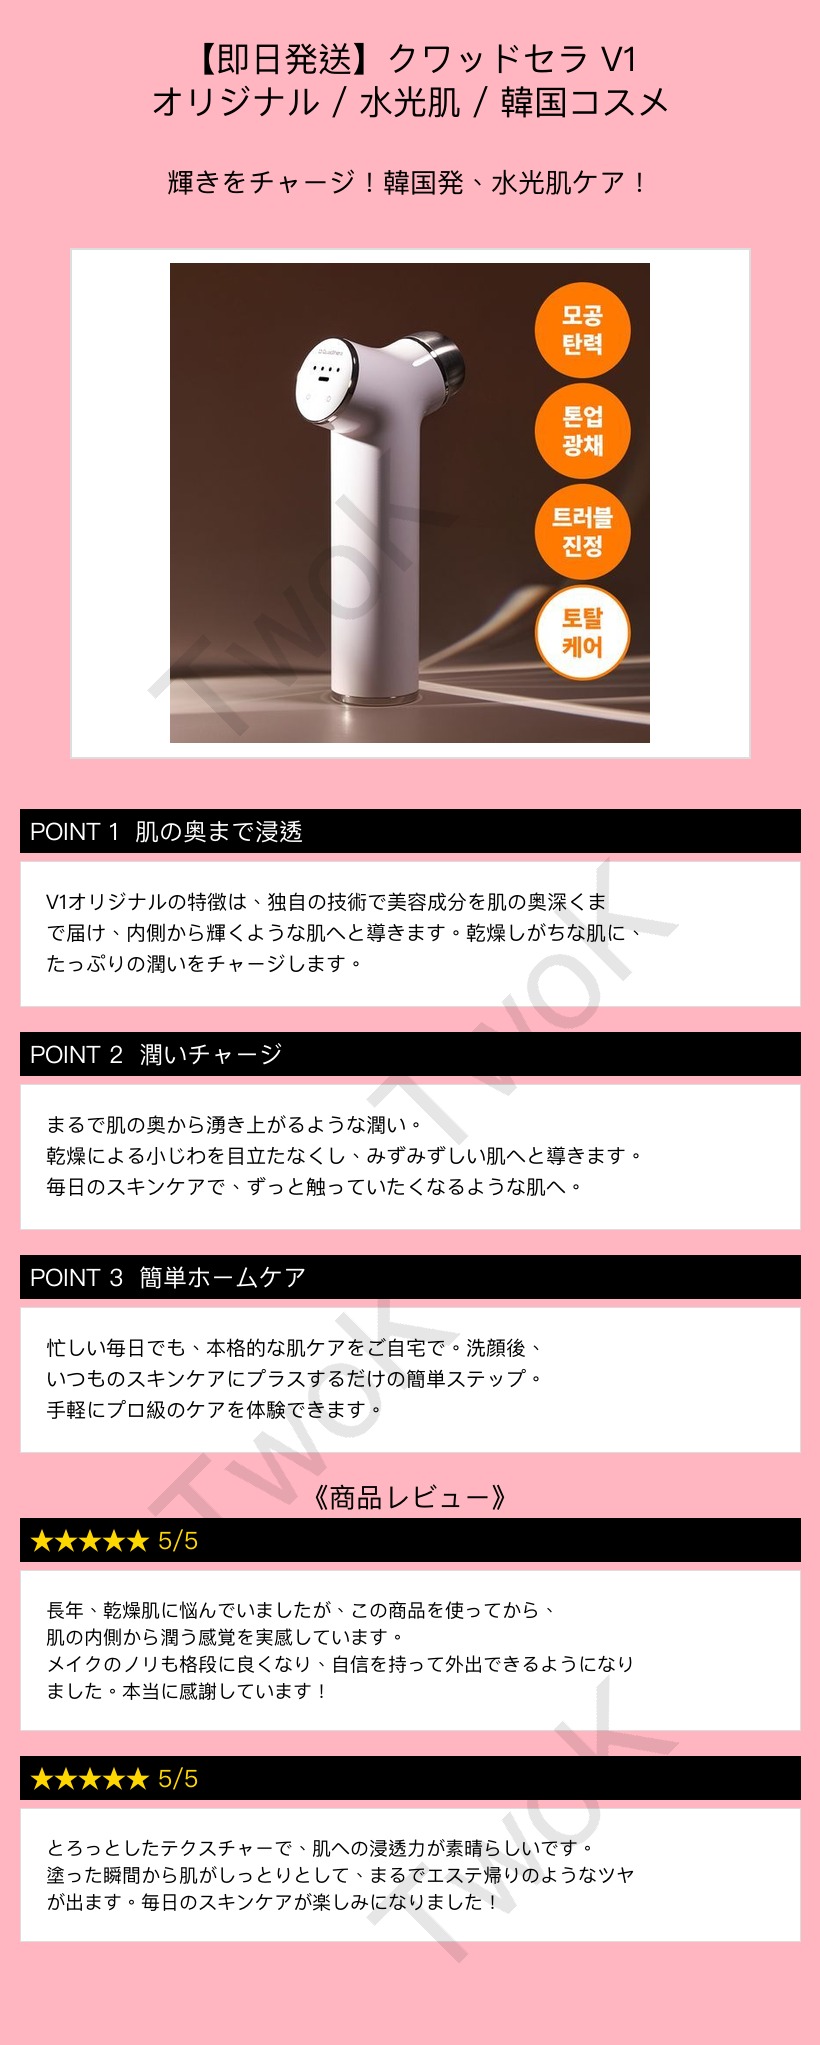 【即日発送】クワッドセラ V1
オリジナル / 水光肌 / 韓国コスメ
輝きをチャージ！韓国発、水光肌ケア！
모공
탄력
톤업
광채
트러블
진정
토탈
케어
POINT 1 肌の奥まで浸透
V1オリジナルの特徴は、独自の技術で美容成分を肌の奥深くま
で届け、内側から輝くような肌へと導きます。乾燥しがちな肌に、
たっぷりの潤いをチャージします。
POINT 2 潤いチャージ
まるで肌の奥から湧き上がるような潤い。
乾燥による小じわを目立たなくし、みずみずしい肌へと導きます。
毎日のスキンケアで、ずっと触っていたくなるような肌へ。
POINT 3 簡単ホームケア
忙しい毎日でも、本格的な肌ケアをご自宅で。洗顔後、
いつものスキンケアにプラスするだけの簡単ステップ。
手軽にプロ級のケアを体験できます。
《商品レビュー》
★★★★★ 5/5
長年、乾燥肌に悩んでいましたが、この商品を使ってから、
肌の内側から潤う感覚を実感しています。
メイクのノリも格段に良くなり、自信を持って外出できるようになり
ました。本当に感謝しています！
★★★★★ 5/5
とろっとしたテクスチャーで、肌への浸透力が素晴らしいです。
塗った瞬間から肌がしっとりとして、まるでエステ帰りのようなツヤ
が出ます。毎日のスキンケアが楽しみになりました！
TwoK
TwoK
TwoK
TwoK